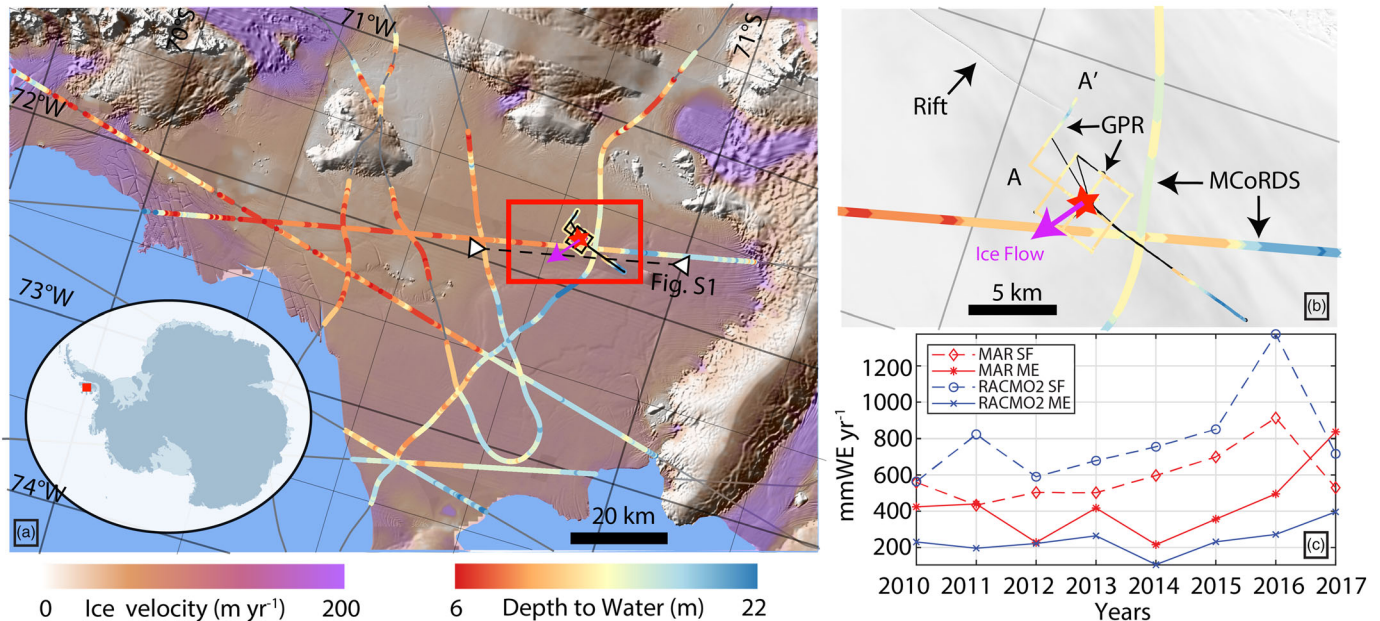 70°S
71°W
71°S
72°W
73°W
74°W
Fig. S1
20 km
(a)
0 Ice velocity (m yr-1) 200
6 Depth to Water (m) 22
Rift
A'
GPR
A
MCoRDS
Ice Flow
5 km
(b)
MAR SF
MAR ME
RACMO2 SF
RACMO2 ME
mmWE yr-1
1200
1000
800
600
400
200
(c)
2010 2011 2012 2013 2014 2015 2016 2017
Years